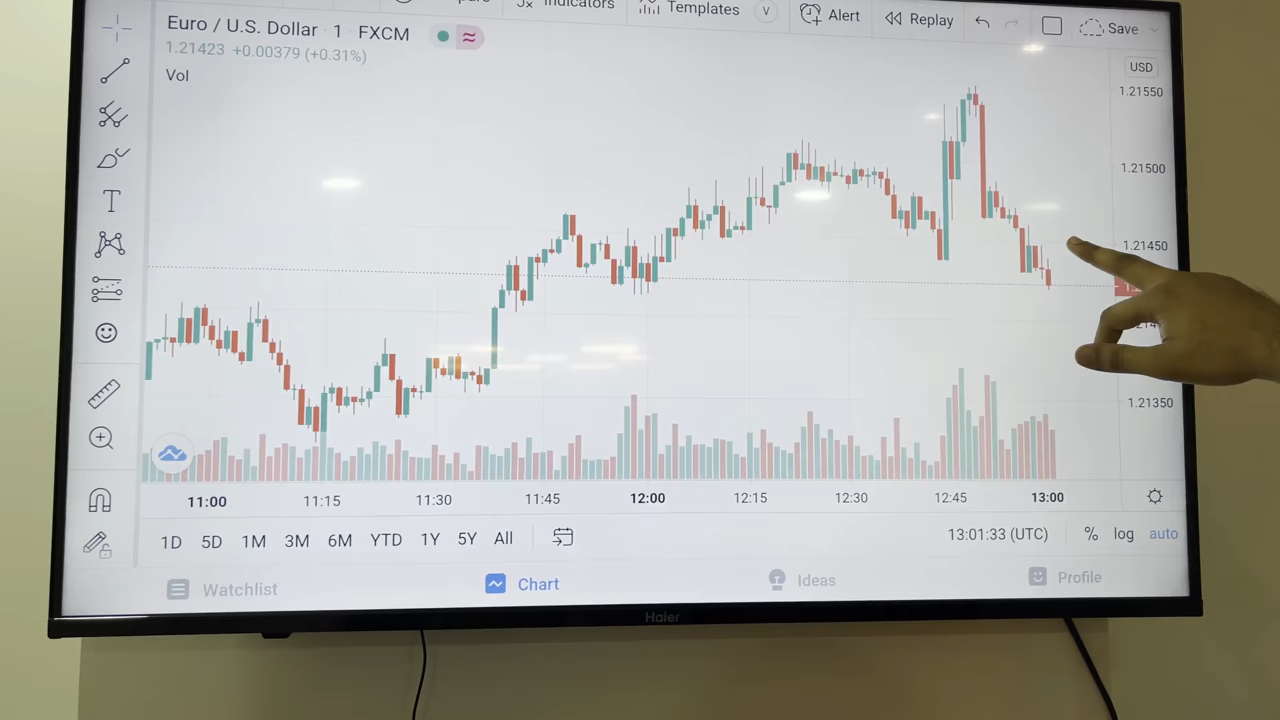 Indicators
Templates
Alert
Replay
Save
Euro / U.S. Dollar · 1 · FXCM
1.21423 +0.00379 (+0.31%)
Vol
USD
1.21550
1.21500
1.21450
1.21350
T
11:00 11:15 11:30 11:45 12:00 12:15 12:30 12:45 13:00
1D 5D 1M 3M 6M YTD 1Y 5Y All
13:01:33 (UTC) % log auto
Watchlist Chart Ideas Profile
Haier